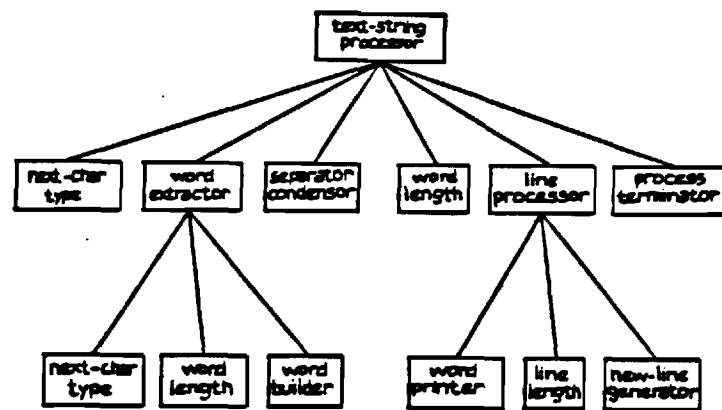 text-string
processor
next-char
type
word
extractor
separator
condensor
word
length
line
processor
process
terminator
next-char
type
word
length
word
builder
word
printer
line
length
new-line
generator